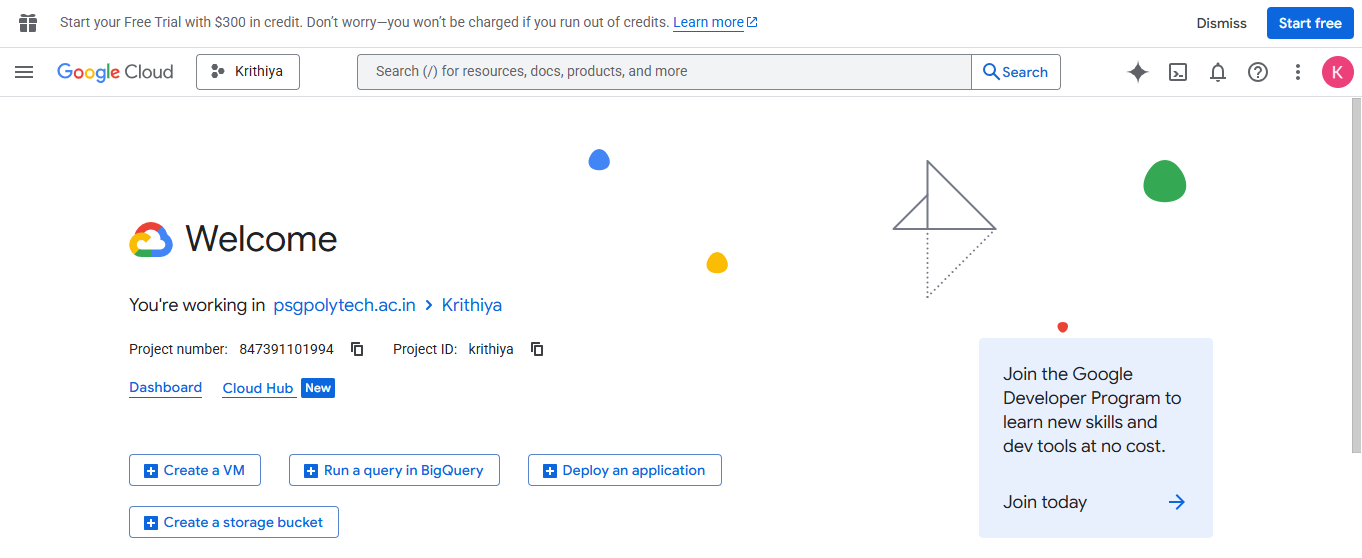 Start your Free Trial with $300 in credit. Don't worry—you won't be charged if you run out of credits. Learn more
Dismiss
Start free
Google Cloud
Krithiya
Search (/) for resources, docs, products, and more
Search
K
Welcome
You're working in psgpolytech.ac.in > Krithiya
Project number: 847391101994
Project ID: krithiya
Dashboard
Cloud Hub New
Create a VM
Run a query in BigQuery
Deploy an application
Create a storage bucket
Join the Google
Developer Program to
learn new skills and
dev tools at no cost.
Join today